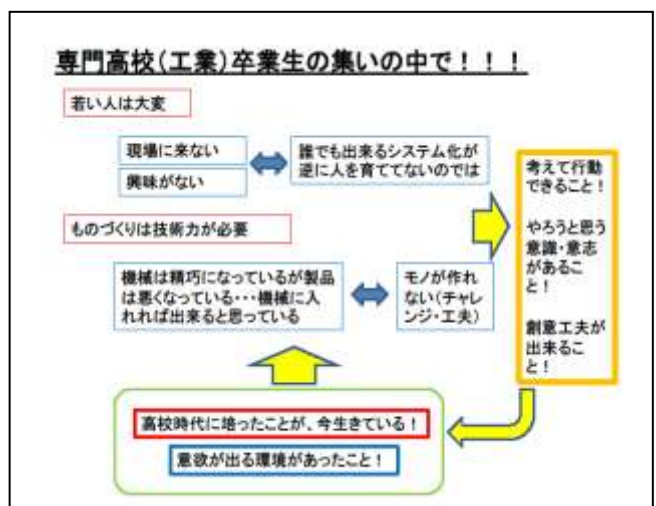 専門高校(工業)卒業生の集いの中で！！！
若い人は大変
現場に来ない
興味がない
誰でも出来るシステム化が
逆に人を育ててないのでは
ものづくりは技術力が必要
機械は精巧になっているが製品
は悪くなっている・・・機械に入
れれば出来ると思っている
モノが作れ
ない(チャレ
ンジ・工夫)
考えて行動
できること！
やろうと思う
意識・意志
があるこ
と！
創意工夫が
出来るこ
と！
高校時代に培ったことが、今生きている！
意欲が出る環境があったこと！